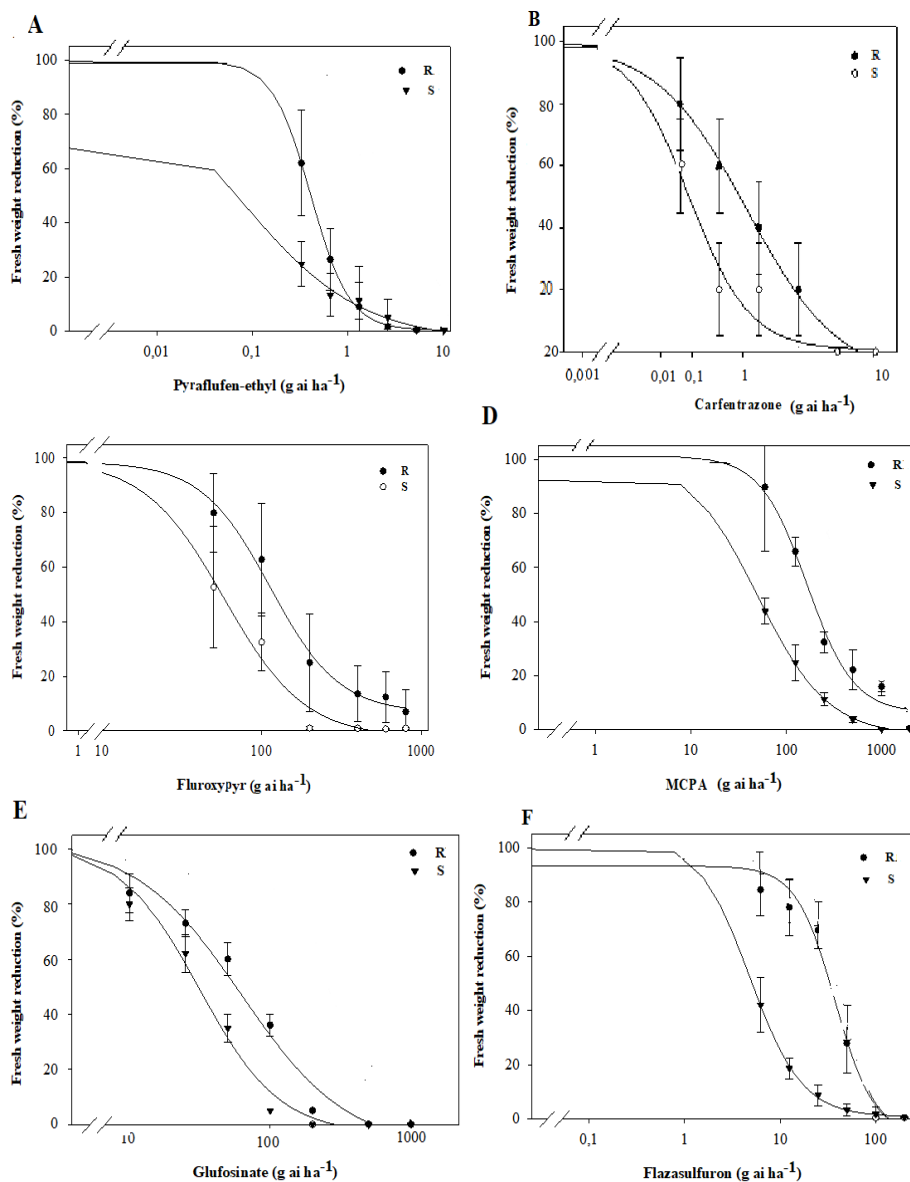 A
Fresh weight reduction (%)
100
80
60
40
20
0
R
S
0,01
0,1
1
10
Pyraflufen-ethyl (g ai ha⁻¹)
B
Fresh weight reduction (%)
100
80
60
40
20
20
R
S
0,001
0,01
0,1
1
10
Carfentrazone (g ai ha⁻¹)
Fresh weight reduction (%)
100
80
60
40
20
0
R
S
1
10
100
1000
Fluroxypyr (g ai ha⁻¹)
D
Fresh weight reduction (%)
100
80
60
40
20
0
R
S
1
10
100
1000
MCPA (g ai ha⁻¹)
E
Fresh weight reduction (%)
100
80
60
40
20
0
R
S
10
100
1000
Glufosinate (g ai ha⁻¹)
F
Fresh weight reduction (%)
100
80
60
40
20
0
R.
S
0,1
1
10
100
Flazasulfuron (g ai ha⁻¹)